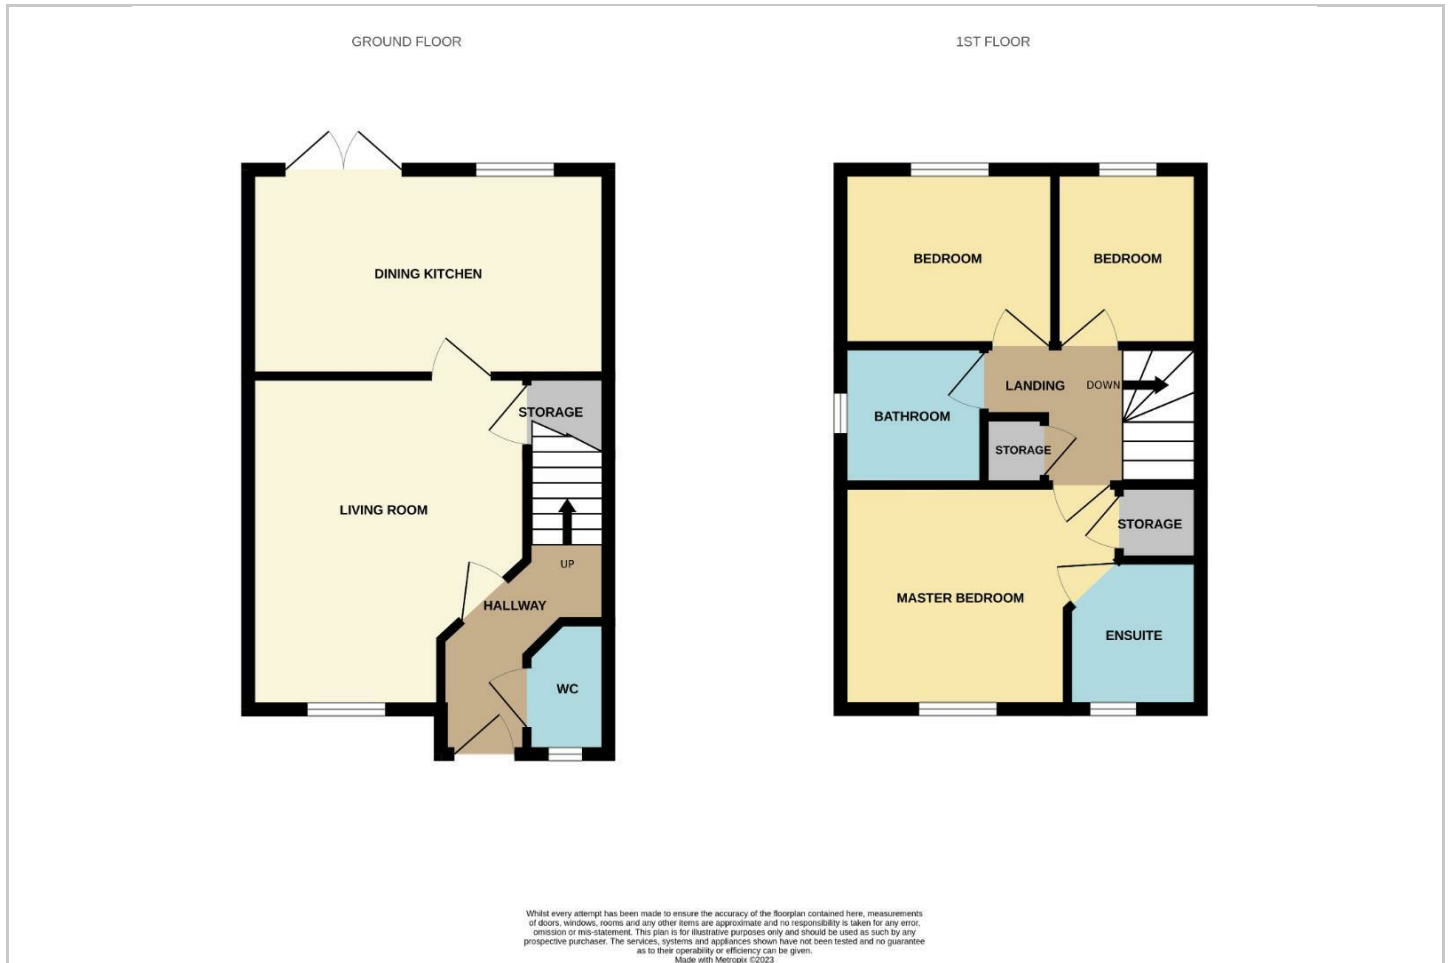 GROUND FLOOR
DINING KITCHEN
STORAGE
LIVING ROOM
UP
HALLWAY
WC
1ST FLOOR
BEDROOM
BEDROOM
LANDING
DOWN
BATHROOM
STORAGE
STORAGE
MASTER BEDROOM
ENSUITE
Whilst every attempt has been made to ensure the accuracy of the floorplan contained here, measurements
of doors, windows, rooms and any other items are approximate and no responsibility is taken for any error,
omission or mis-statement. This plan is for illustrative purposes only and should be used as such by any
prospective purchaser. The services, systems and appliances shown have not been tested and no guarantee
as to their operability or efficiency can be given.
Made with Metropix ©2023